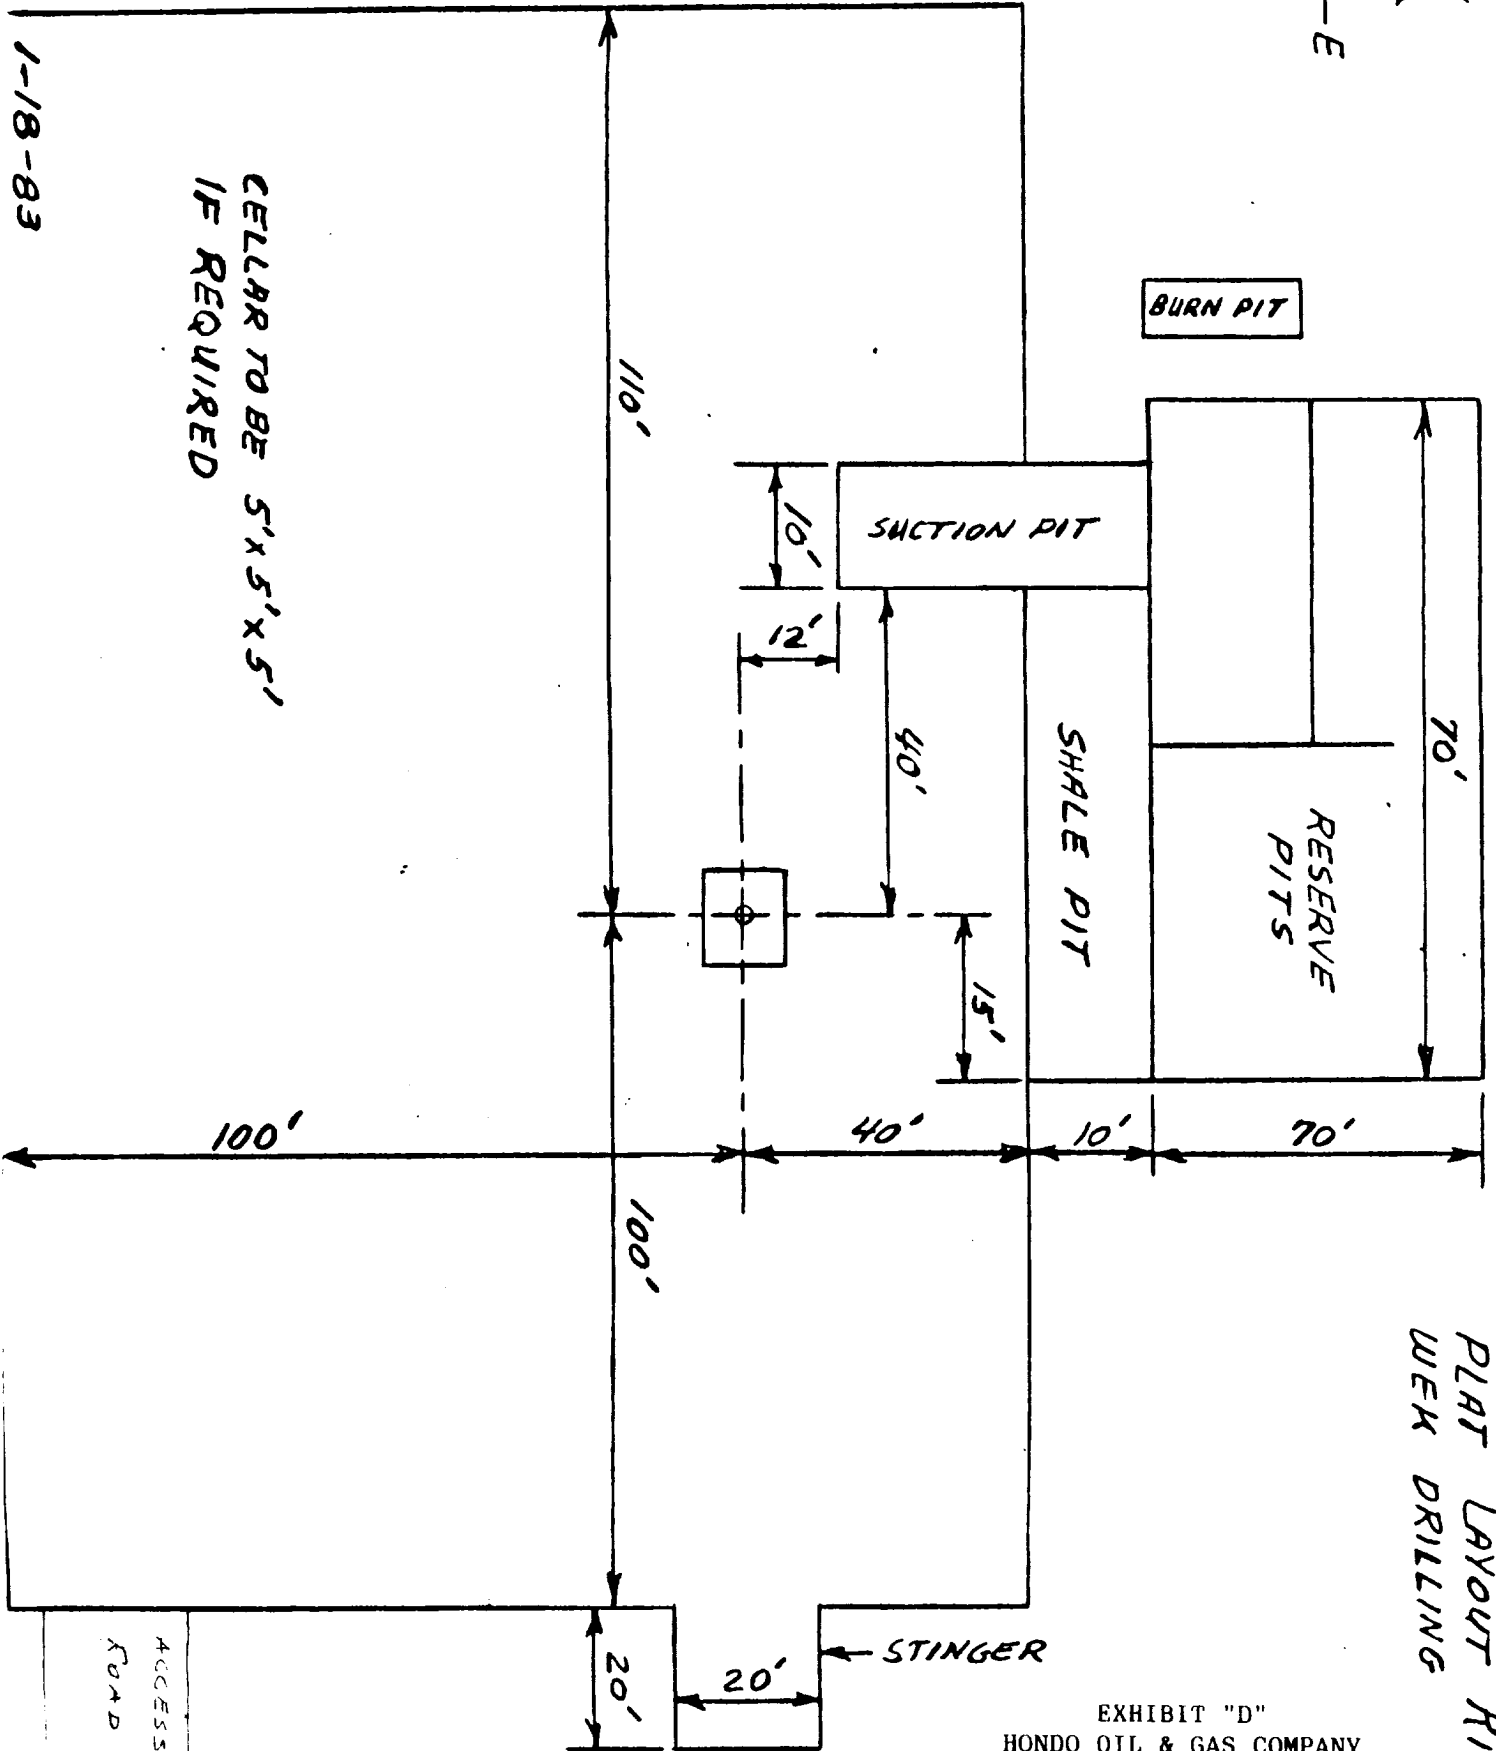 -E
PLAT LAYOUT
WEK DRILLING
BURN PIT
70'
RESERVE
PITS
SUCTION PIT
SHALE PIT
10'
12'
40'
15'
110'
100'
100'
40'
10'
70'
CELLAR TO BE 5'x5'x5'
IF REQUIRED
1-18-83
STINGER
20'
20'
ACCESS
ROAD
EXHIBIT "D"
HONDO OIL & GAS COMPANY